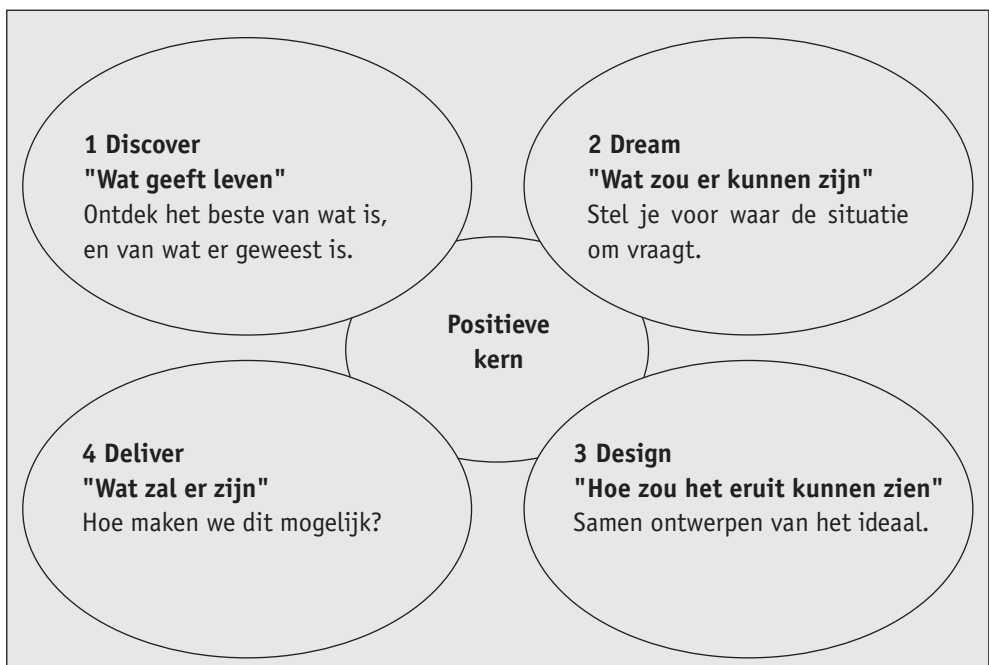 1 Discover
"Wat geeft leven"
Ontdek het beste van wat is,
en van wat er geweest is.
2 Dream
"Wat zou er kunnen zijn"
Stel je voor waar de situatie
om vraagt.
Positieve
kern
4 Deliver
"Wat zal er zijn"
Hoe maken we dit mogelijk?
3 Design
"Hoe zou het eruit kunnen zien"
Samen ontwerpen van het ideaal.